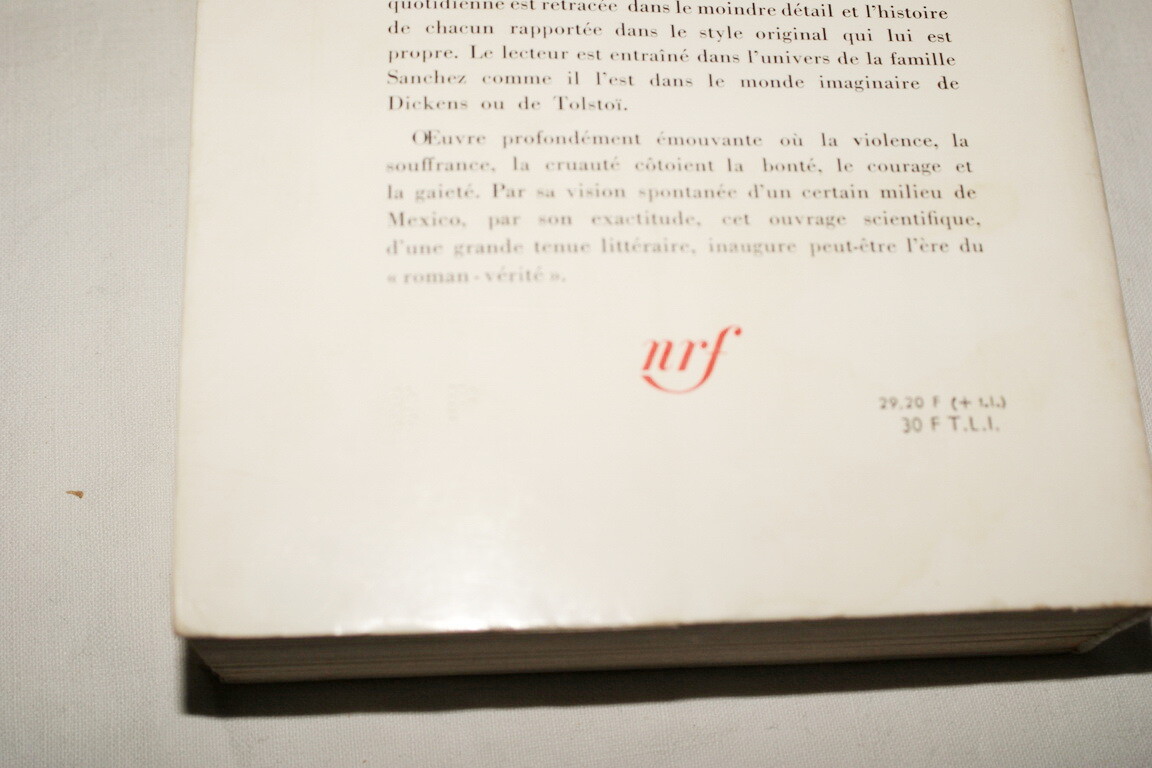 quotidienne est retracée dans le moindre détail et l'histoire
de chacun rapportée dans le style original qui lui est
propre. Le lecteur est entraîné dans l'univers de la famille
Sanchez comme il l'est dans le monde imaginaire de
Dickens ou de Tolstoï.
Œuvre profondément émouvante où la violence, la
souffrance, la cruauté côtoient la bonté, le courage et
la gaieté. Par sa vision spontanée d'un certain milieu de
Mexico, par son exactitude, cet ouvrage scientifique,
d'une grande tenue littéraire, inaugure peut-être l'ère du
« roman-vérité ».
nrf
29,20 F (+ t.l.)
30 F T.L.I.